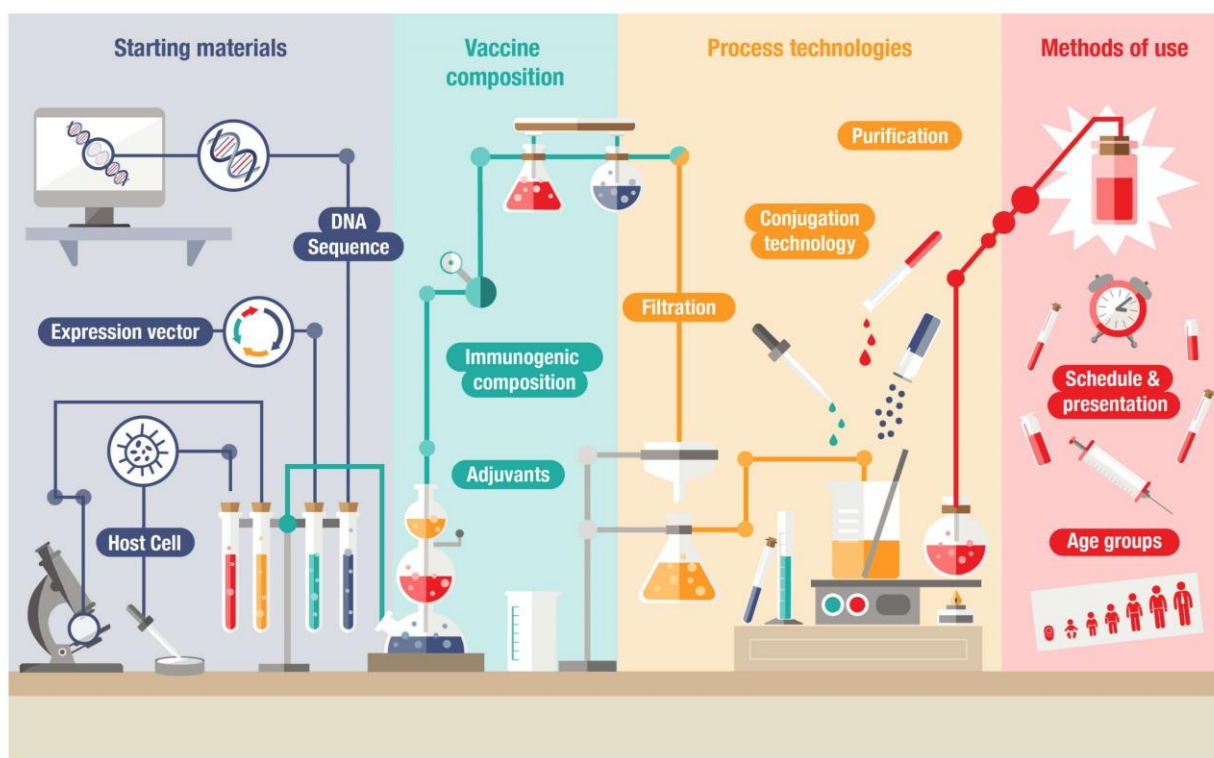 Starting materials
DNA
Sequence
Expression vector
Host Cell
Vaccine
composition
Immunogenic
composition
Adjuvants
Process technologies
Purification
Conjugation
technology
Filtration
Methods of use
Schedule &
presentation
Age groups